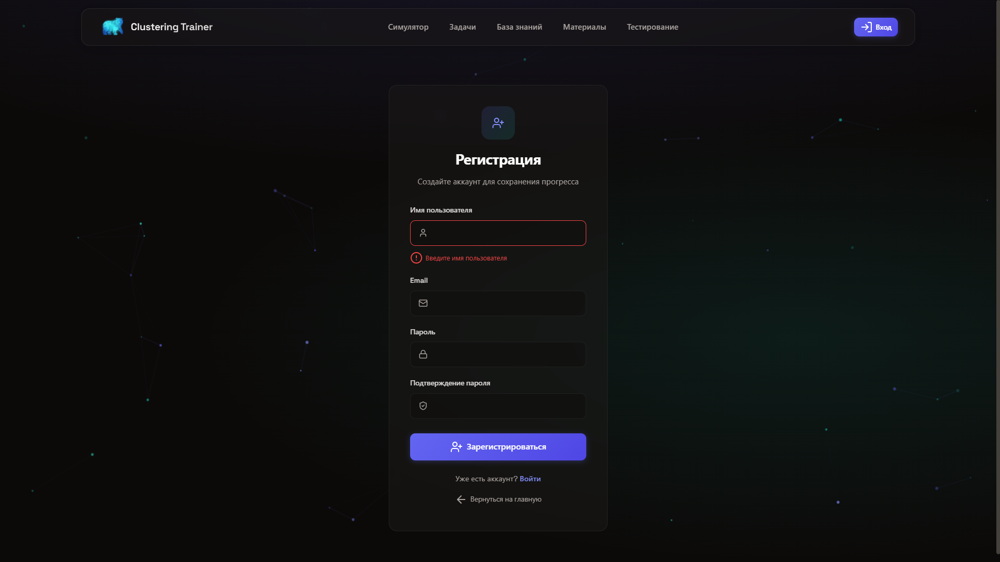 Clustering Trainer
Симулятор
Задачи
База знаний
Материалы
Тестирование
Вход
Регистрация
Создайте аккаунт для сохранения прогресса
Имя пользователя
Введите имя пользователя
Email
Пароль
Подтверждение пароля
Зарегистрироваться
Уже есть аккаунт? Войти
Вернуться на главную